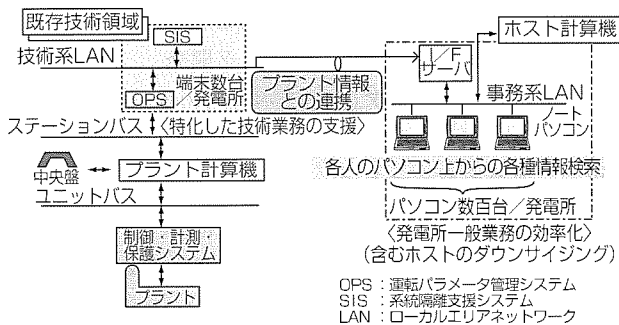 既存技術領域
SIS
技術系LAN
OPS
端末数台
／発電所
プラント情報
との連携
I／F
サーバ
ホスト計算機
事務系LAN
ノート
パソコン
ステーションバス
〈特化した技術業務の支援〉
各人のパソコン上からの各種情報検索
中央盤
プラント計算機
ユニットバス
パソコン数百台／発電所
〈発電所一般業務の効率化〉
(含むホストのダウンサイジング)
制御・計測・
保護システム
プラント
OPS：運転パラメータ管理システム
SIS：系統隔離支援システム
LAN：ローカルエリアネットワーク